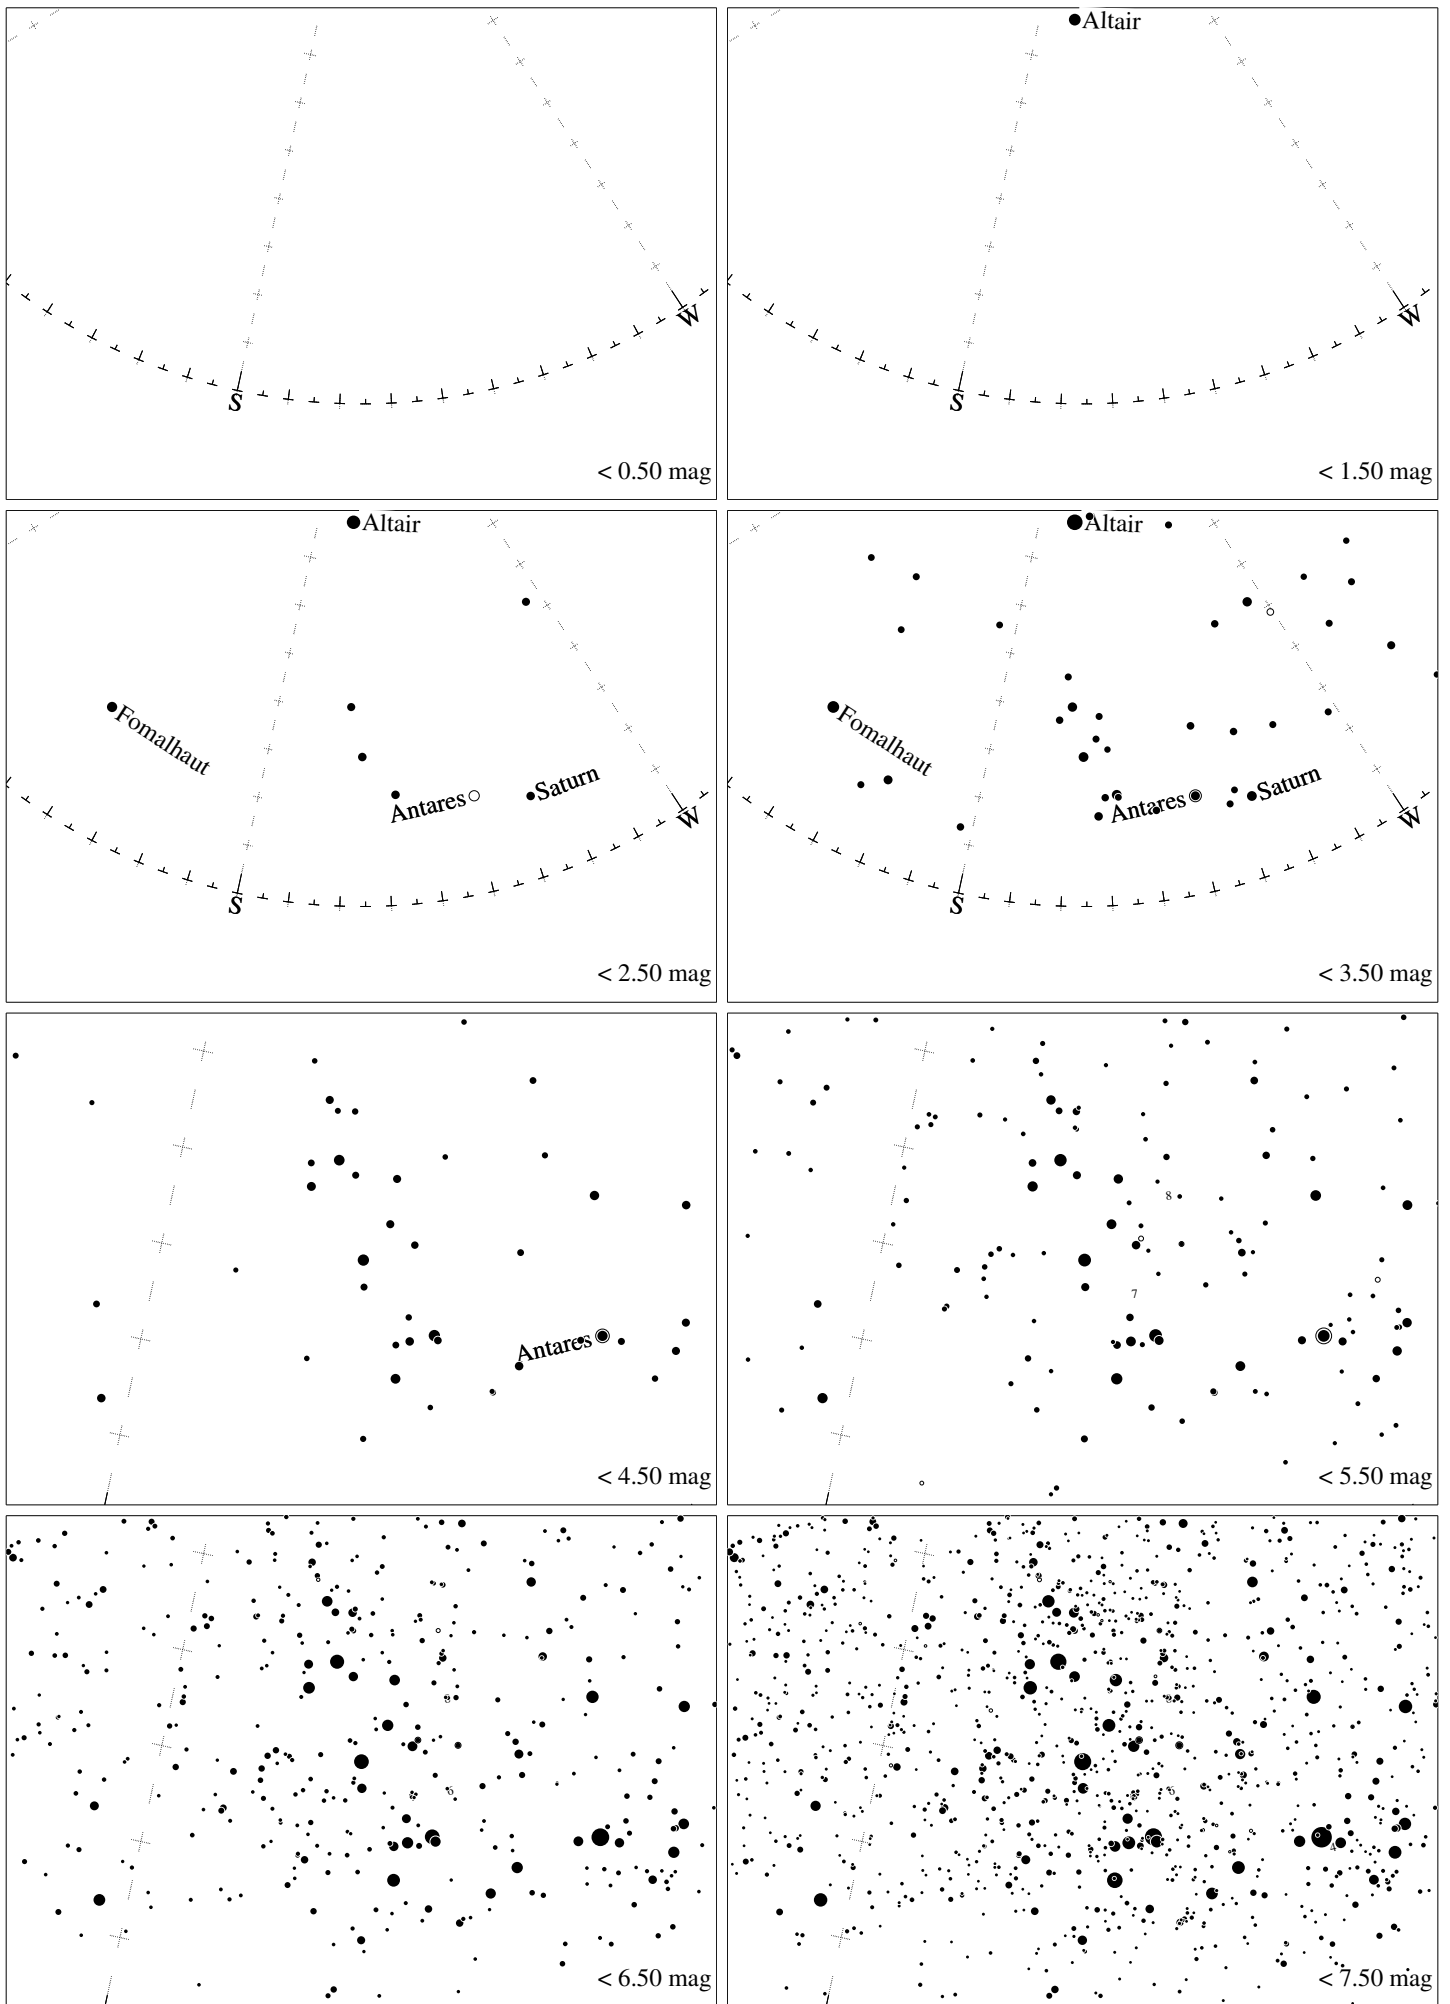 S
W
< 0.50 mag
Altair
S
W
< 1.50 mag
Altair
Fomalhaut
Antares
Saturn
S
W
< 2.50 mag
Altair
Fomalhaut
Antares
Saturn
S
W
< 3.50 mag
Antares
< 4.50 mag
8
7
< 5.50 mag
< 6.50 mag
< 7.50 mag